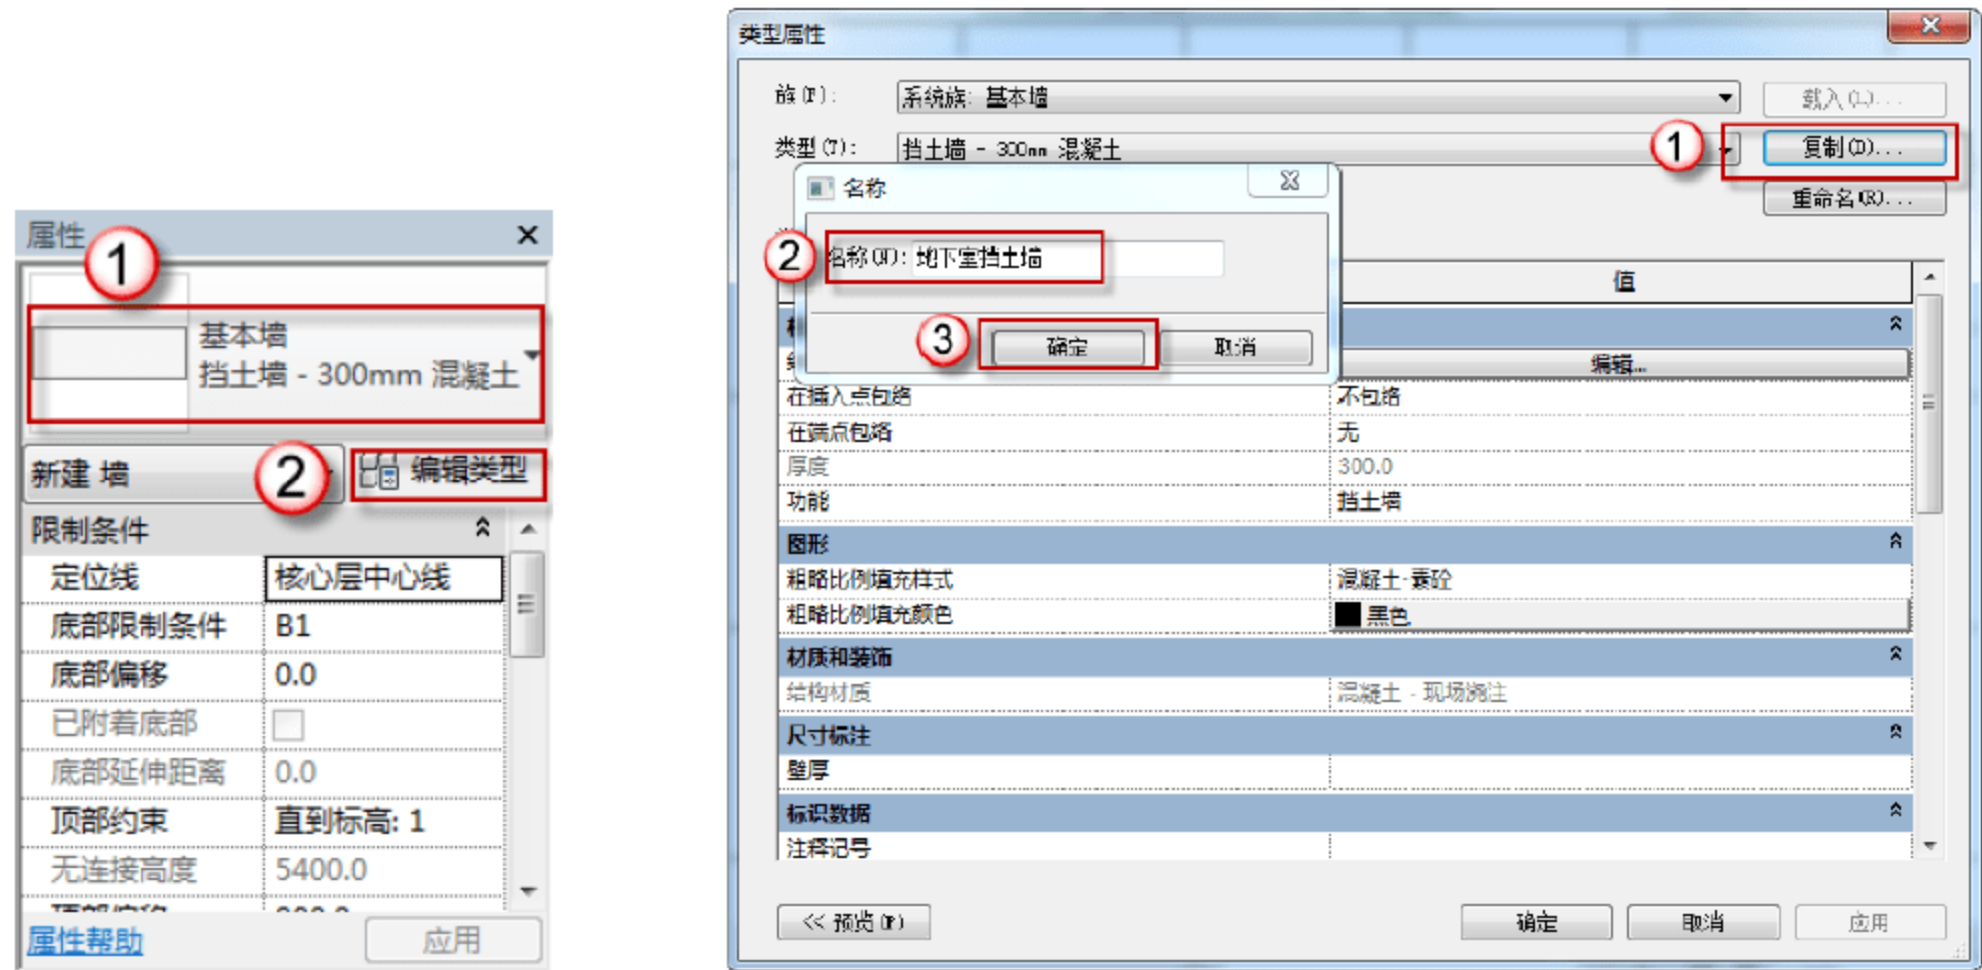 属性
1
基本墙
挡土墙 - 300mm 混凝土
新建 墙
2
编辑类型
限制条件
定位线 核心层中心线
底部限制条件 B1
底部偏移 0.0
已附着底部
底部延伸距离 0.0
顶部约束 直到标高: 1
无连接高度 5400.0
属性帮助
应用
类型属性
族(F): 系统族: 基本墙 载入(L)...
类型(T): 挡土墙 - 300mm 混凝土 1 复制(D)...
重命名(R)...
名称
2 名称(N): 地下室挡土墙
3 确定 取消
值
编辑...
在插入点包络 不包络
在端点包络 无
厚度 300.0
功能 挡土墙
图形
粗略比例填充样式 混凝土-素砼
粗略比例填充颜色 黑色
材质和装饰
结构材质 混凝土 - 现场浇注
尺寸标注
壁厚
标识数据
注释记号
<< 预览(P) 确定 取消 应用